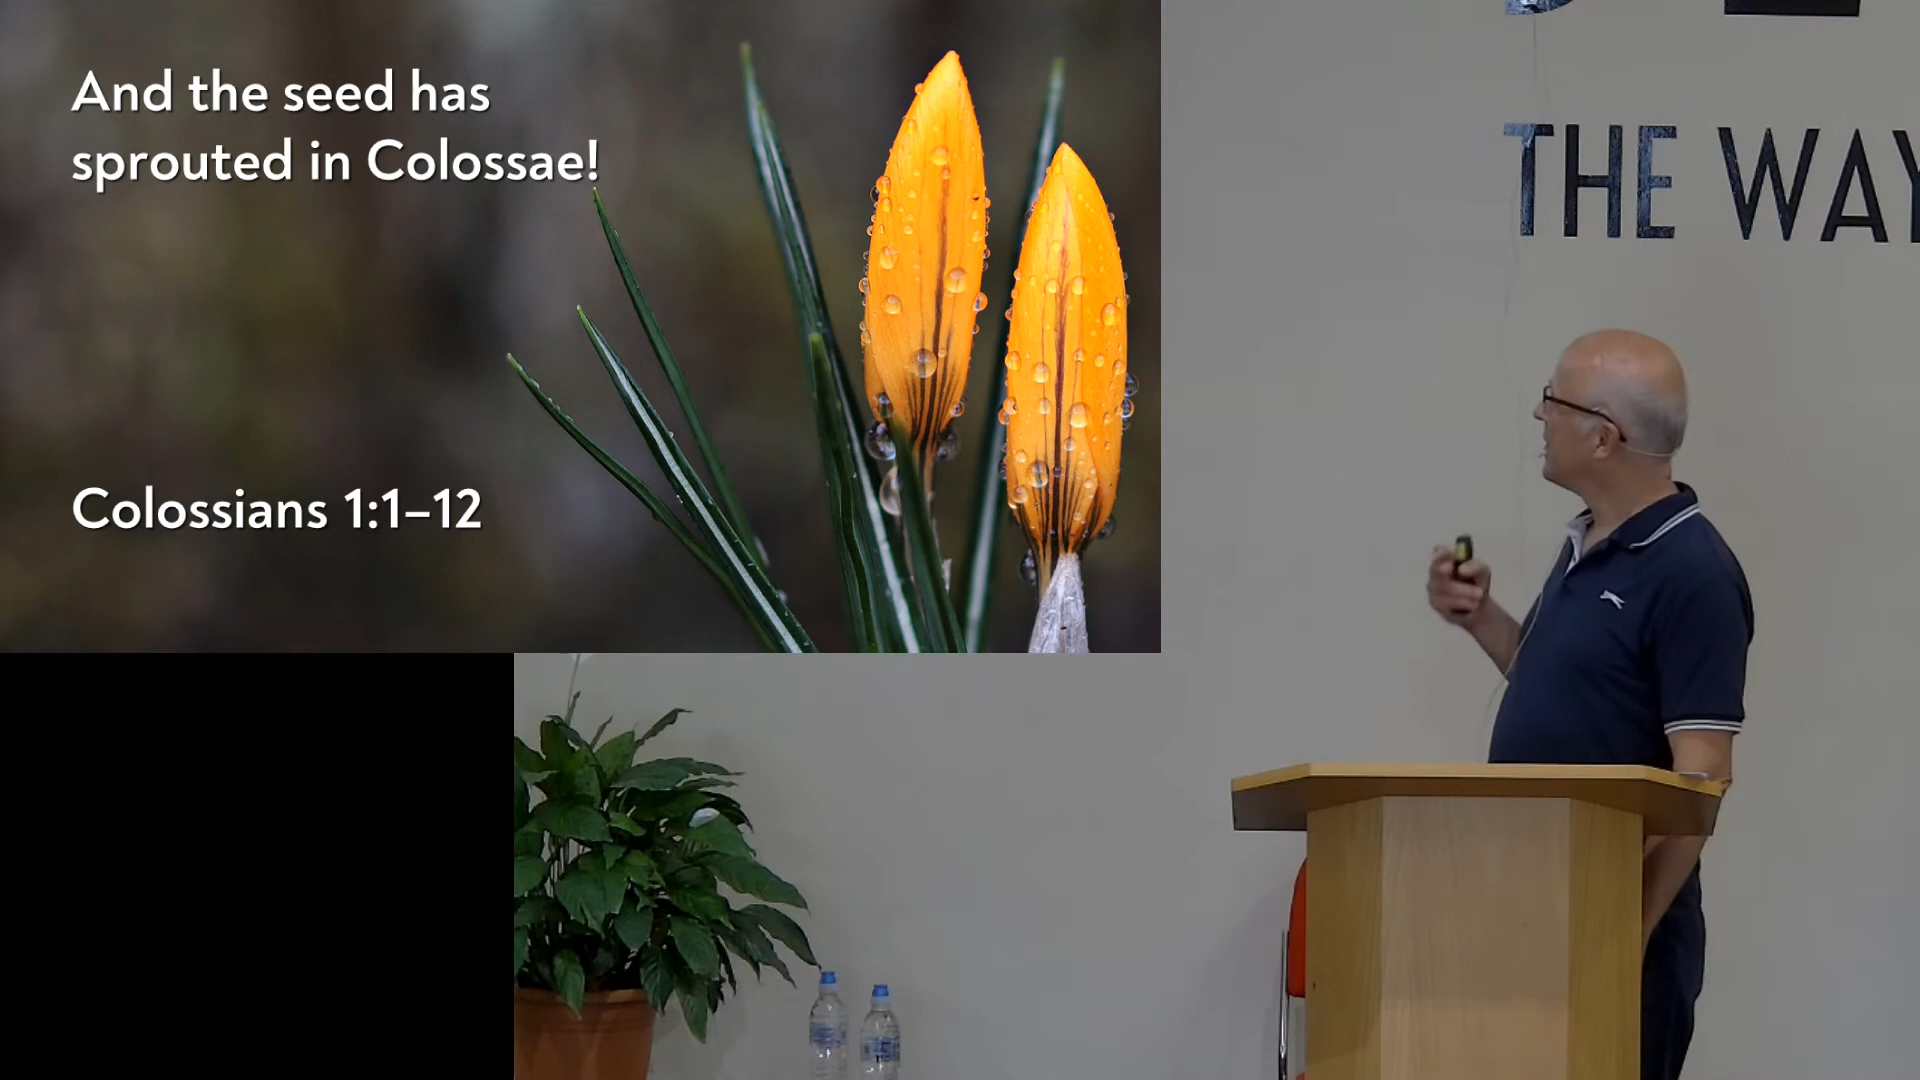 And the seed has
sprouted in Colossae!
Colossians 1:1–12
THE WAY